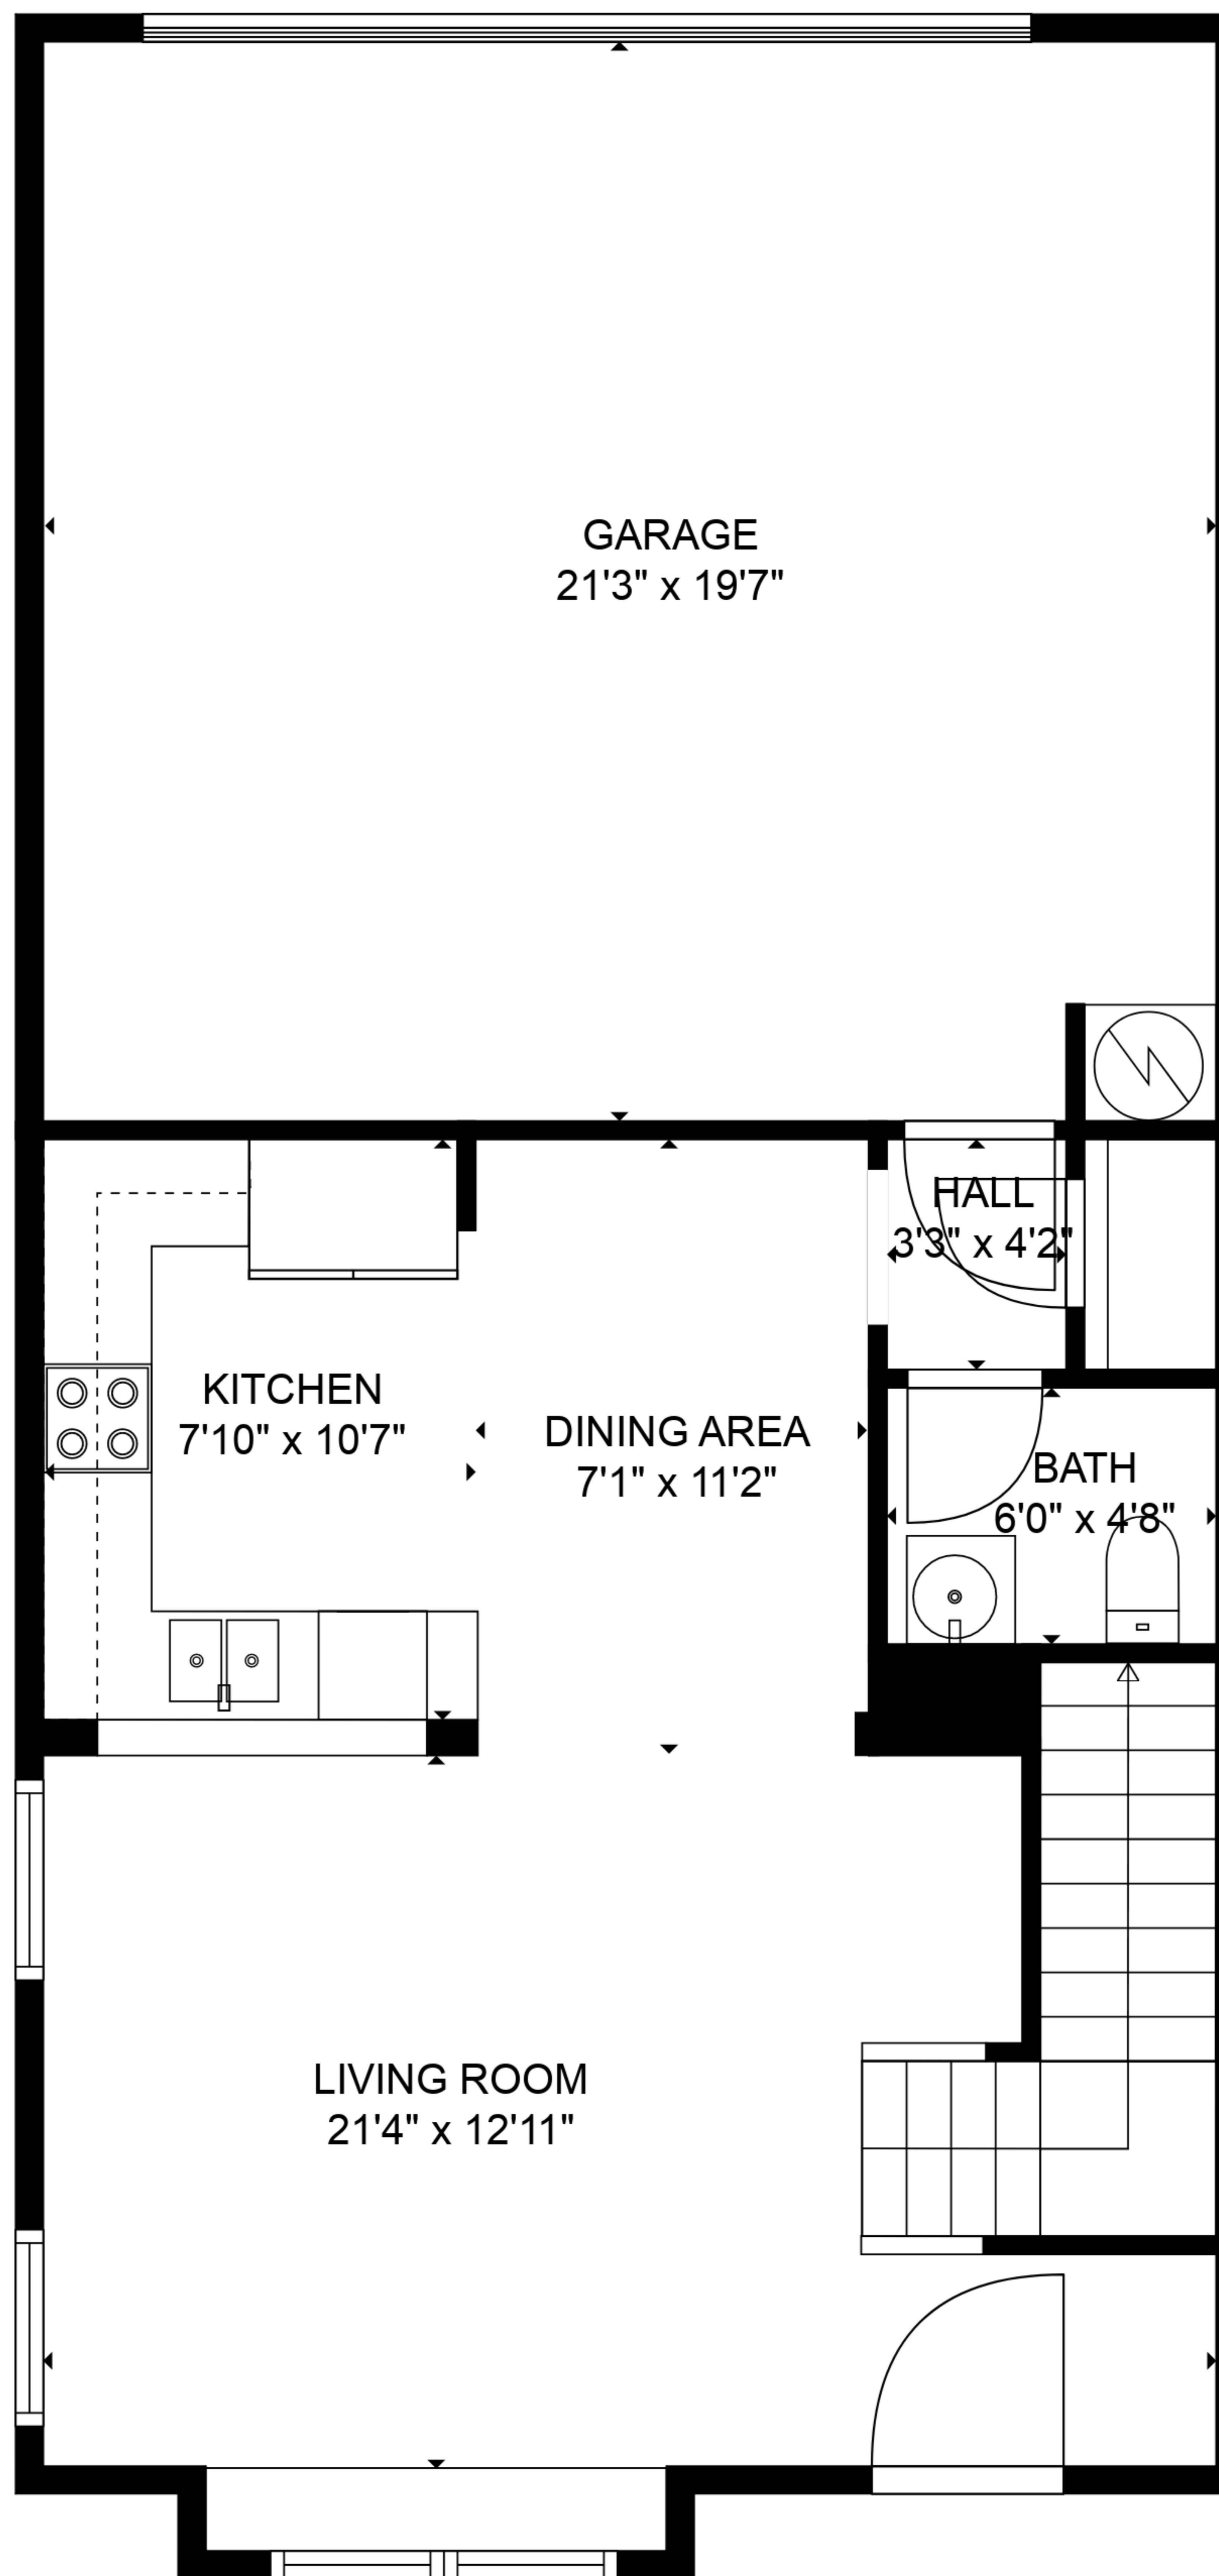 GARAGE
21'3" x 19'7"
HALL
3'3" x 4'2"
KITCHEN
7'10" x 10'7"
DINING AREA
7'1" x 11'2"
BATH
6'0" x 4'8"
LIVING ROOM
21'4" x 12'11"